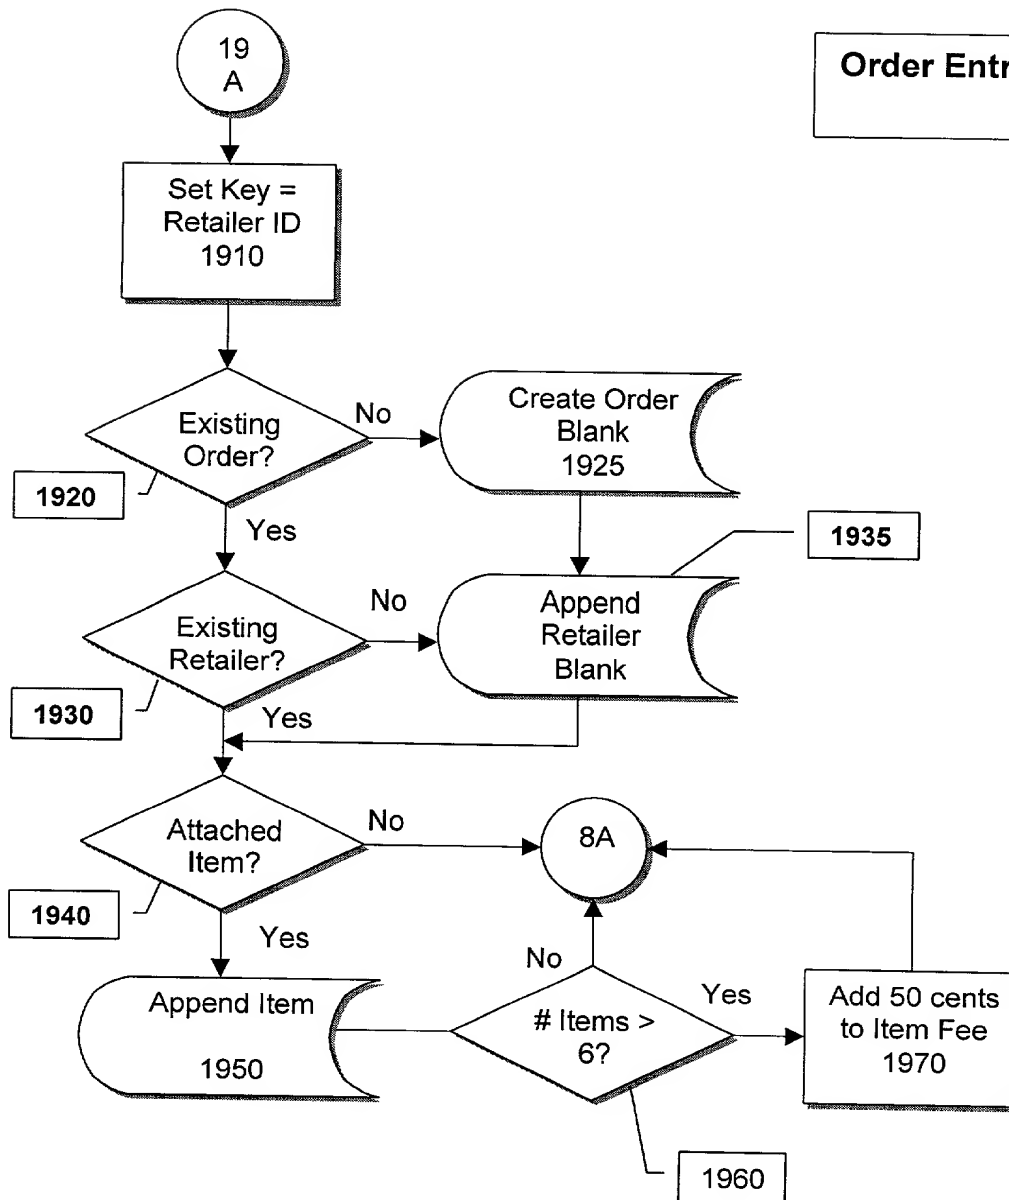 19
A
Order Entr
Set Key =
Retailer ID
1910
Existing
Order?
No
Create Order
Blank
1925
1920
Yes
1935
Existing
Retailer?
No
Append
Retailer
Blank
1930
Yes
Attached
Item?
No
8A
1940
Yes
Append Item
1950
No
# Items >
6?
Yes
Add 50 cents
to Item Fee
1970
1960